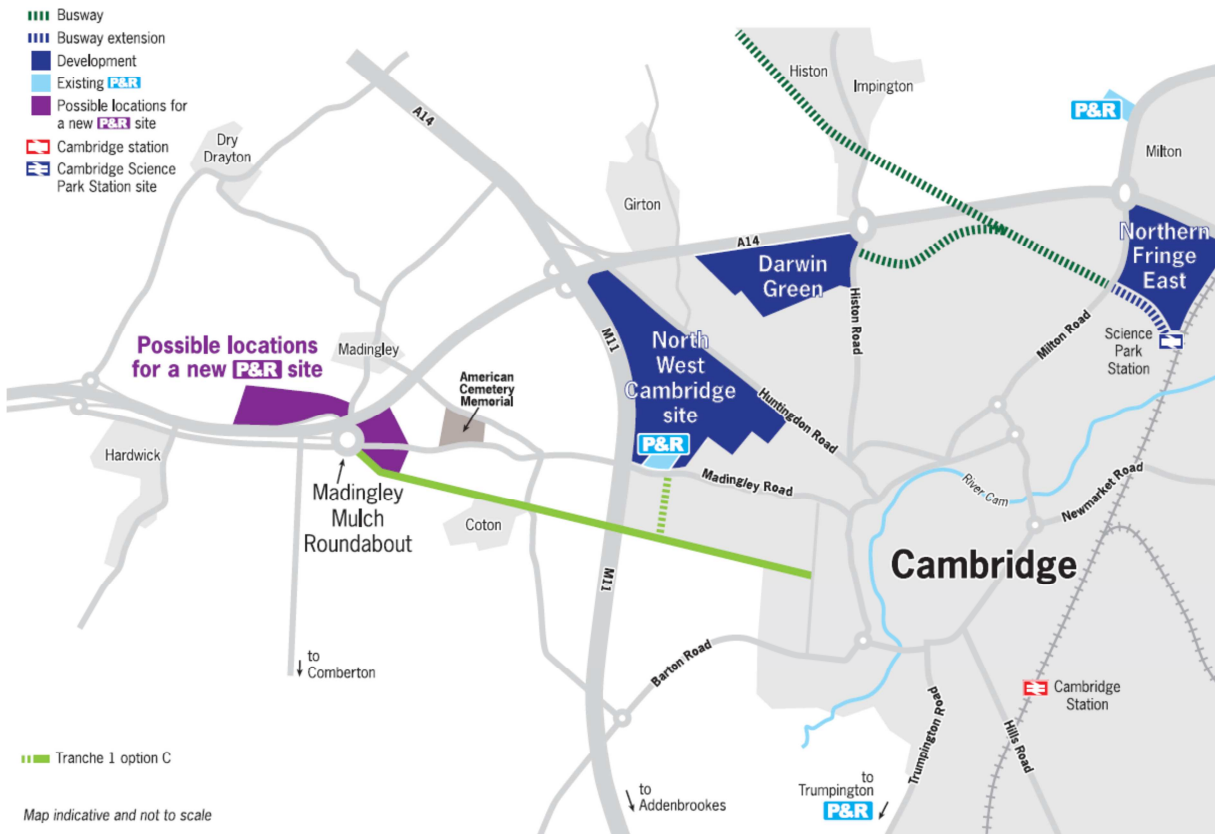 Busway
Busway extension
Development
Existing P&R
Possible locations for
a new P&R site
Cambridge station
Cambridge Science
Park Station site
A14
Histon
Impington
P&R
Milton
Dry
Drayton
Girton
A14
Darwin
Green
Northern
Fringe
East
Histon Road
Milton Road
Science
Park
Station
Possible locations
for a new P&R site
Madingley
American
Cemetery
Memorial
M11
North
West
Cambridge
site
P&R
Huntingdon Road
Hardwick
Madingley Road
River Cam
Newmarket Road
Madingley
Mulch
Roundabout
Coton
M11
Cambridge
to
Comberton
Barton Road
Cambridge
Station
Trumpington Road
Hills Road
Tranche 1 option C
to
Addenbrookes
to
Trumpington
P&R
Map indicative and not to scale